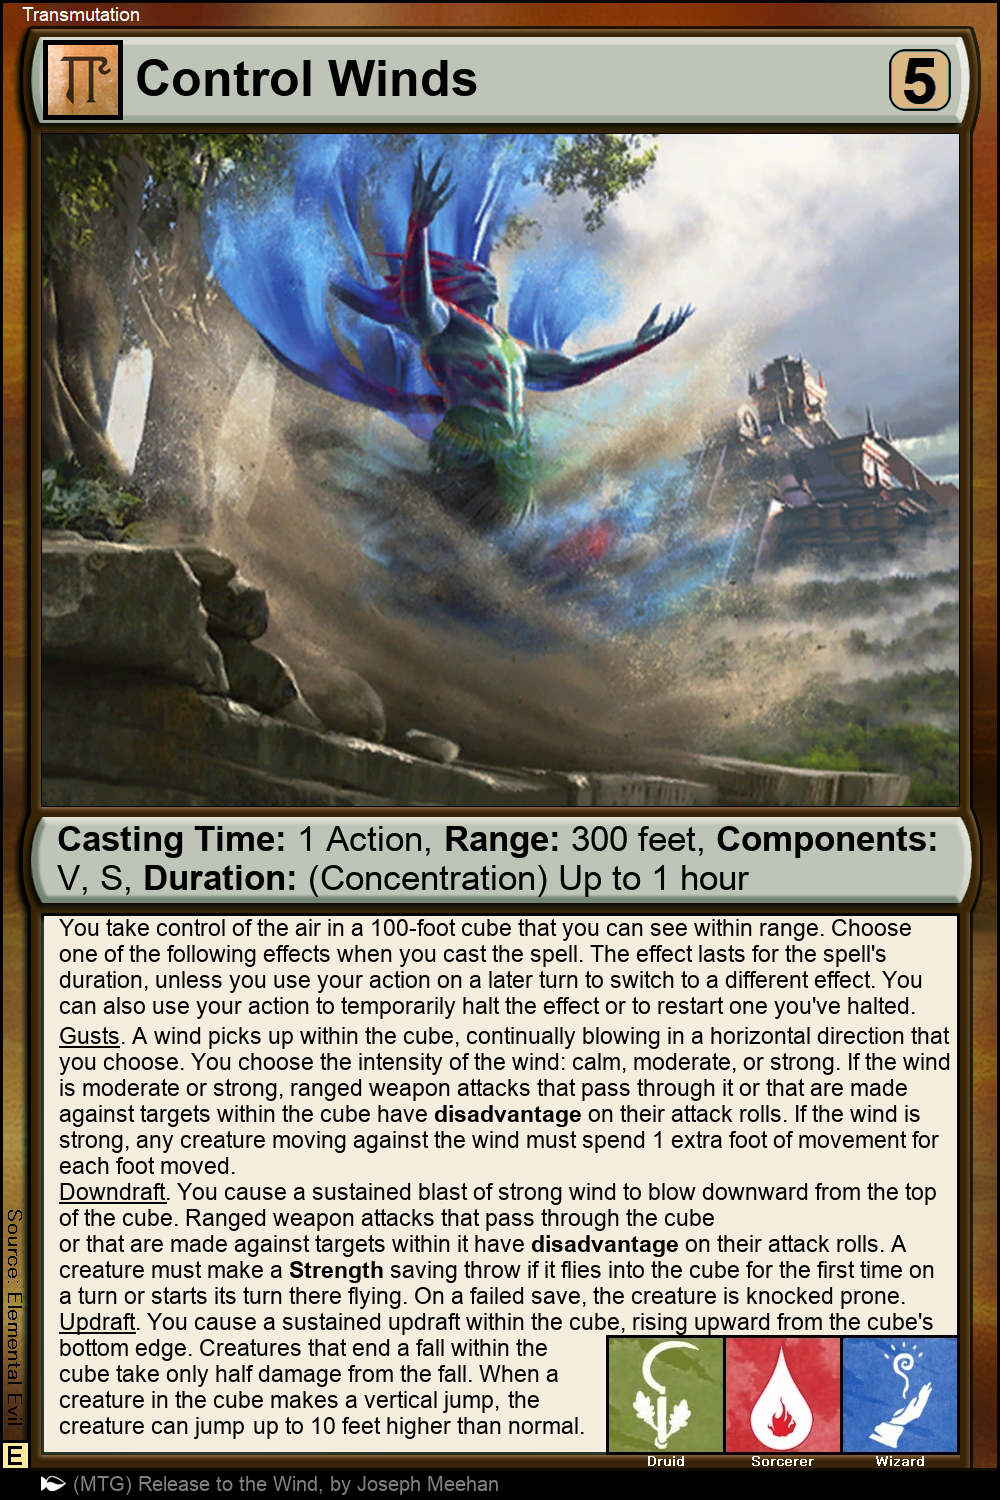 Transmutation
Control Winds
5
Casting Time: 1 Action, Range: 300 feet, Components:
V, S, Duration: (Concentration) Up to 1 hour
You take control of the air in a 100-foot cube that you can see within range. Choose
one of the following effects when you cast the spell. The effect lasts for the spell's
duration, unless you use your action on a later turn to switch to a different effect. You
can also use your action to temporarily halt the effect or to restart one you've halted.
Gusts. A wind picks up within the cube, continually blowing in a horizontal direction that
you choose. You choose the intensity of the wind: calm, moderate, or strong. If the wind
is moderate or strong, ranged weapon attacks that pass through it or that are made
against targets within the cube have disadvantage on their attack rolls. If the wind is
strong, any creature moving against the wind must spend 1 extra foot of movement for
each foot moved.
Downdraft. You cause a sustained blast of strong wind to blow downward from the top
of the cube. Ranged weapon attacks that pass through the cube
or that are made against targets within it have disadvantage on their attack rolls. A
creature must make a Strength saving throw if it flies into the cube for the first time on
a turn or starts its turn there flying. On a failed save, the creature is knocked prone.
Updraft. You cause a sustained updraft within the cube, rising upward from the cube's
bottom edge. Creatures that end a fall within the
cube take only half damage from the fall. When a
creature in the cube makes a vertical jump, the
creature can jump up to 10 feet higher than normal.
Source: Elemental Evil
E
Druid
Sorcerer
Wizard
(MTG) Release to the Wind, by Joseph Meehan